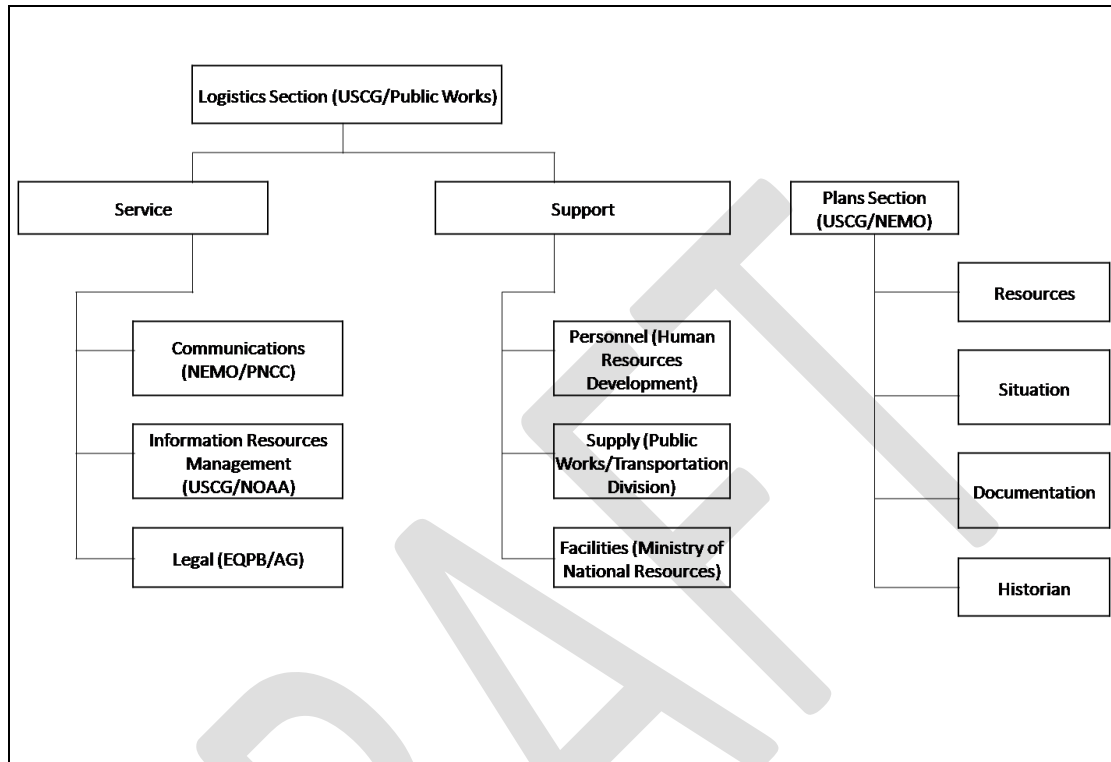 Logistics Section (USCG/Public Works)
Service
Support
Plans Section
(USCG/NEMO)
Communications
(NEMO/PNCC)
Information Resources
Management
(USCG/NOAA)
Legal (EQPB/AG)
Personnel (Human
Resources
Development)
Supply (Public
Works/Transportation
Division)
Facilities (Ministry of
National Resources)
Resources
Situation
Documentation
Historian
DRAFT